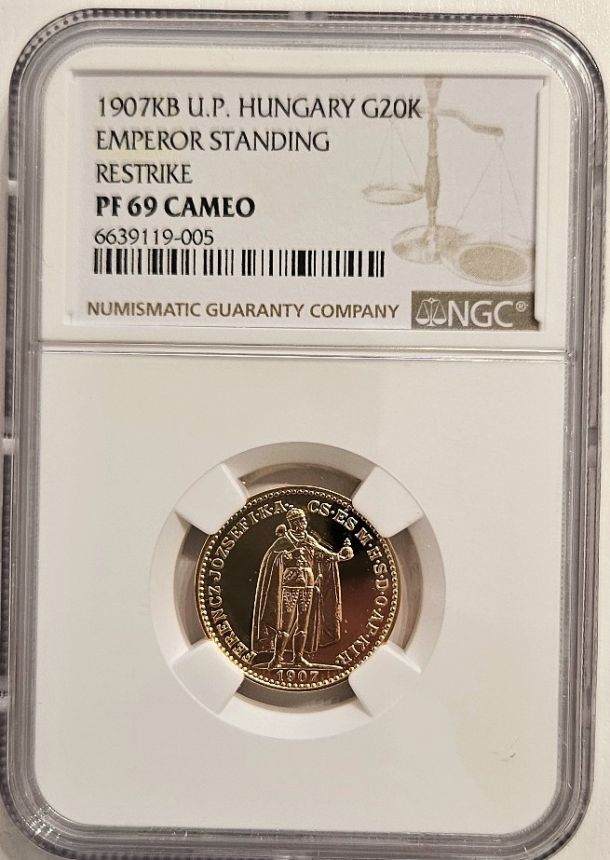 1907KB U.P. HUNGARY G20K
EMPEROR STANDING
RESTRIKE
PF 69 CAMEO
6639119-005
NUMISMATIC GUARANTY COMPANY
NGC®
FERENCZ·JÓZSEF·I·K·A· CS·ÉS·M·H·S·D·O·AP·KIR·
1907